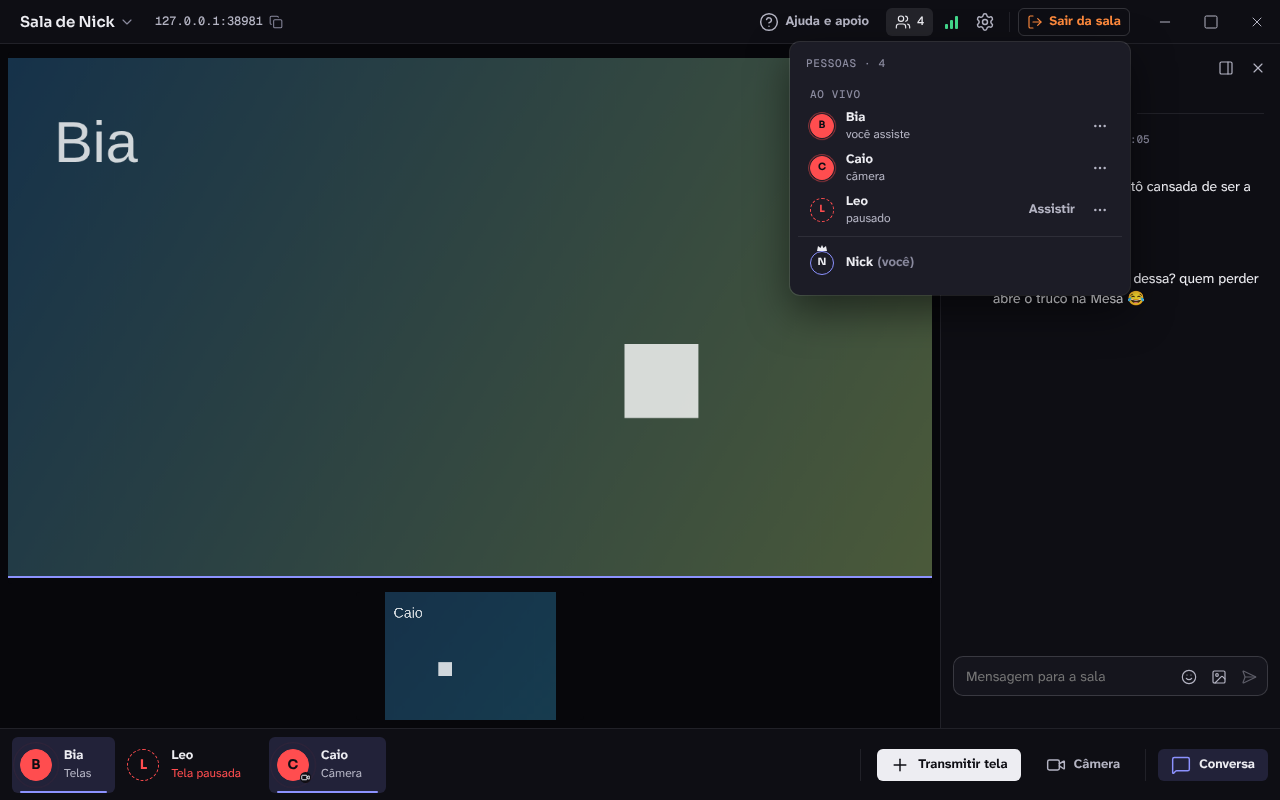 Sala de Nick
127.0.0.1:38981
Ajuda e apoio
4
Sair da sala
PESSOAS · 4
AO VIVO
B
Bia
você assiste
C
Caio
câmera
L
Leo
pausado
Assistir
N
Nick (você)
Bia
:05
tô cansada de ser a
dessa? quem perder
abre o truco na Mesa 😂
Caio
Mensagem para a sala
B
Bia
Telas
L
Leo
Tela pausada
C
Caio
Câmera
Transmitir tela
Câmera
Conversa